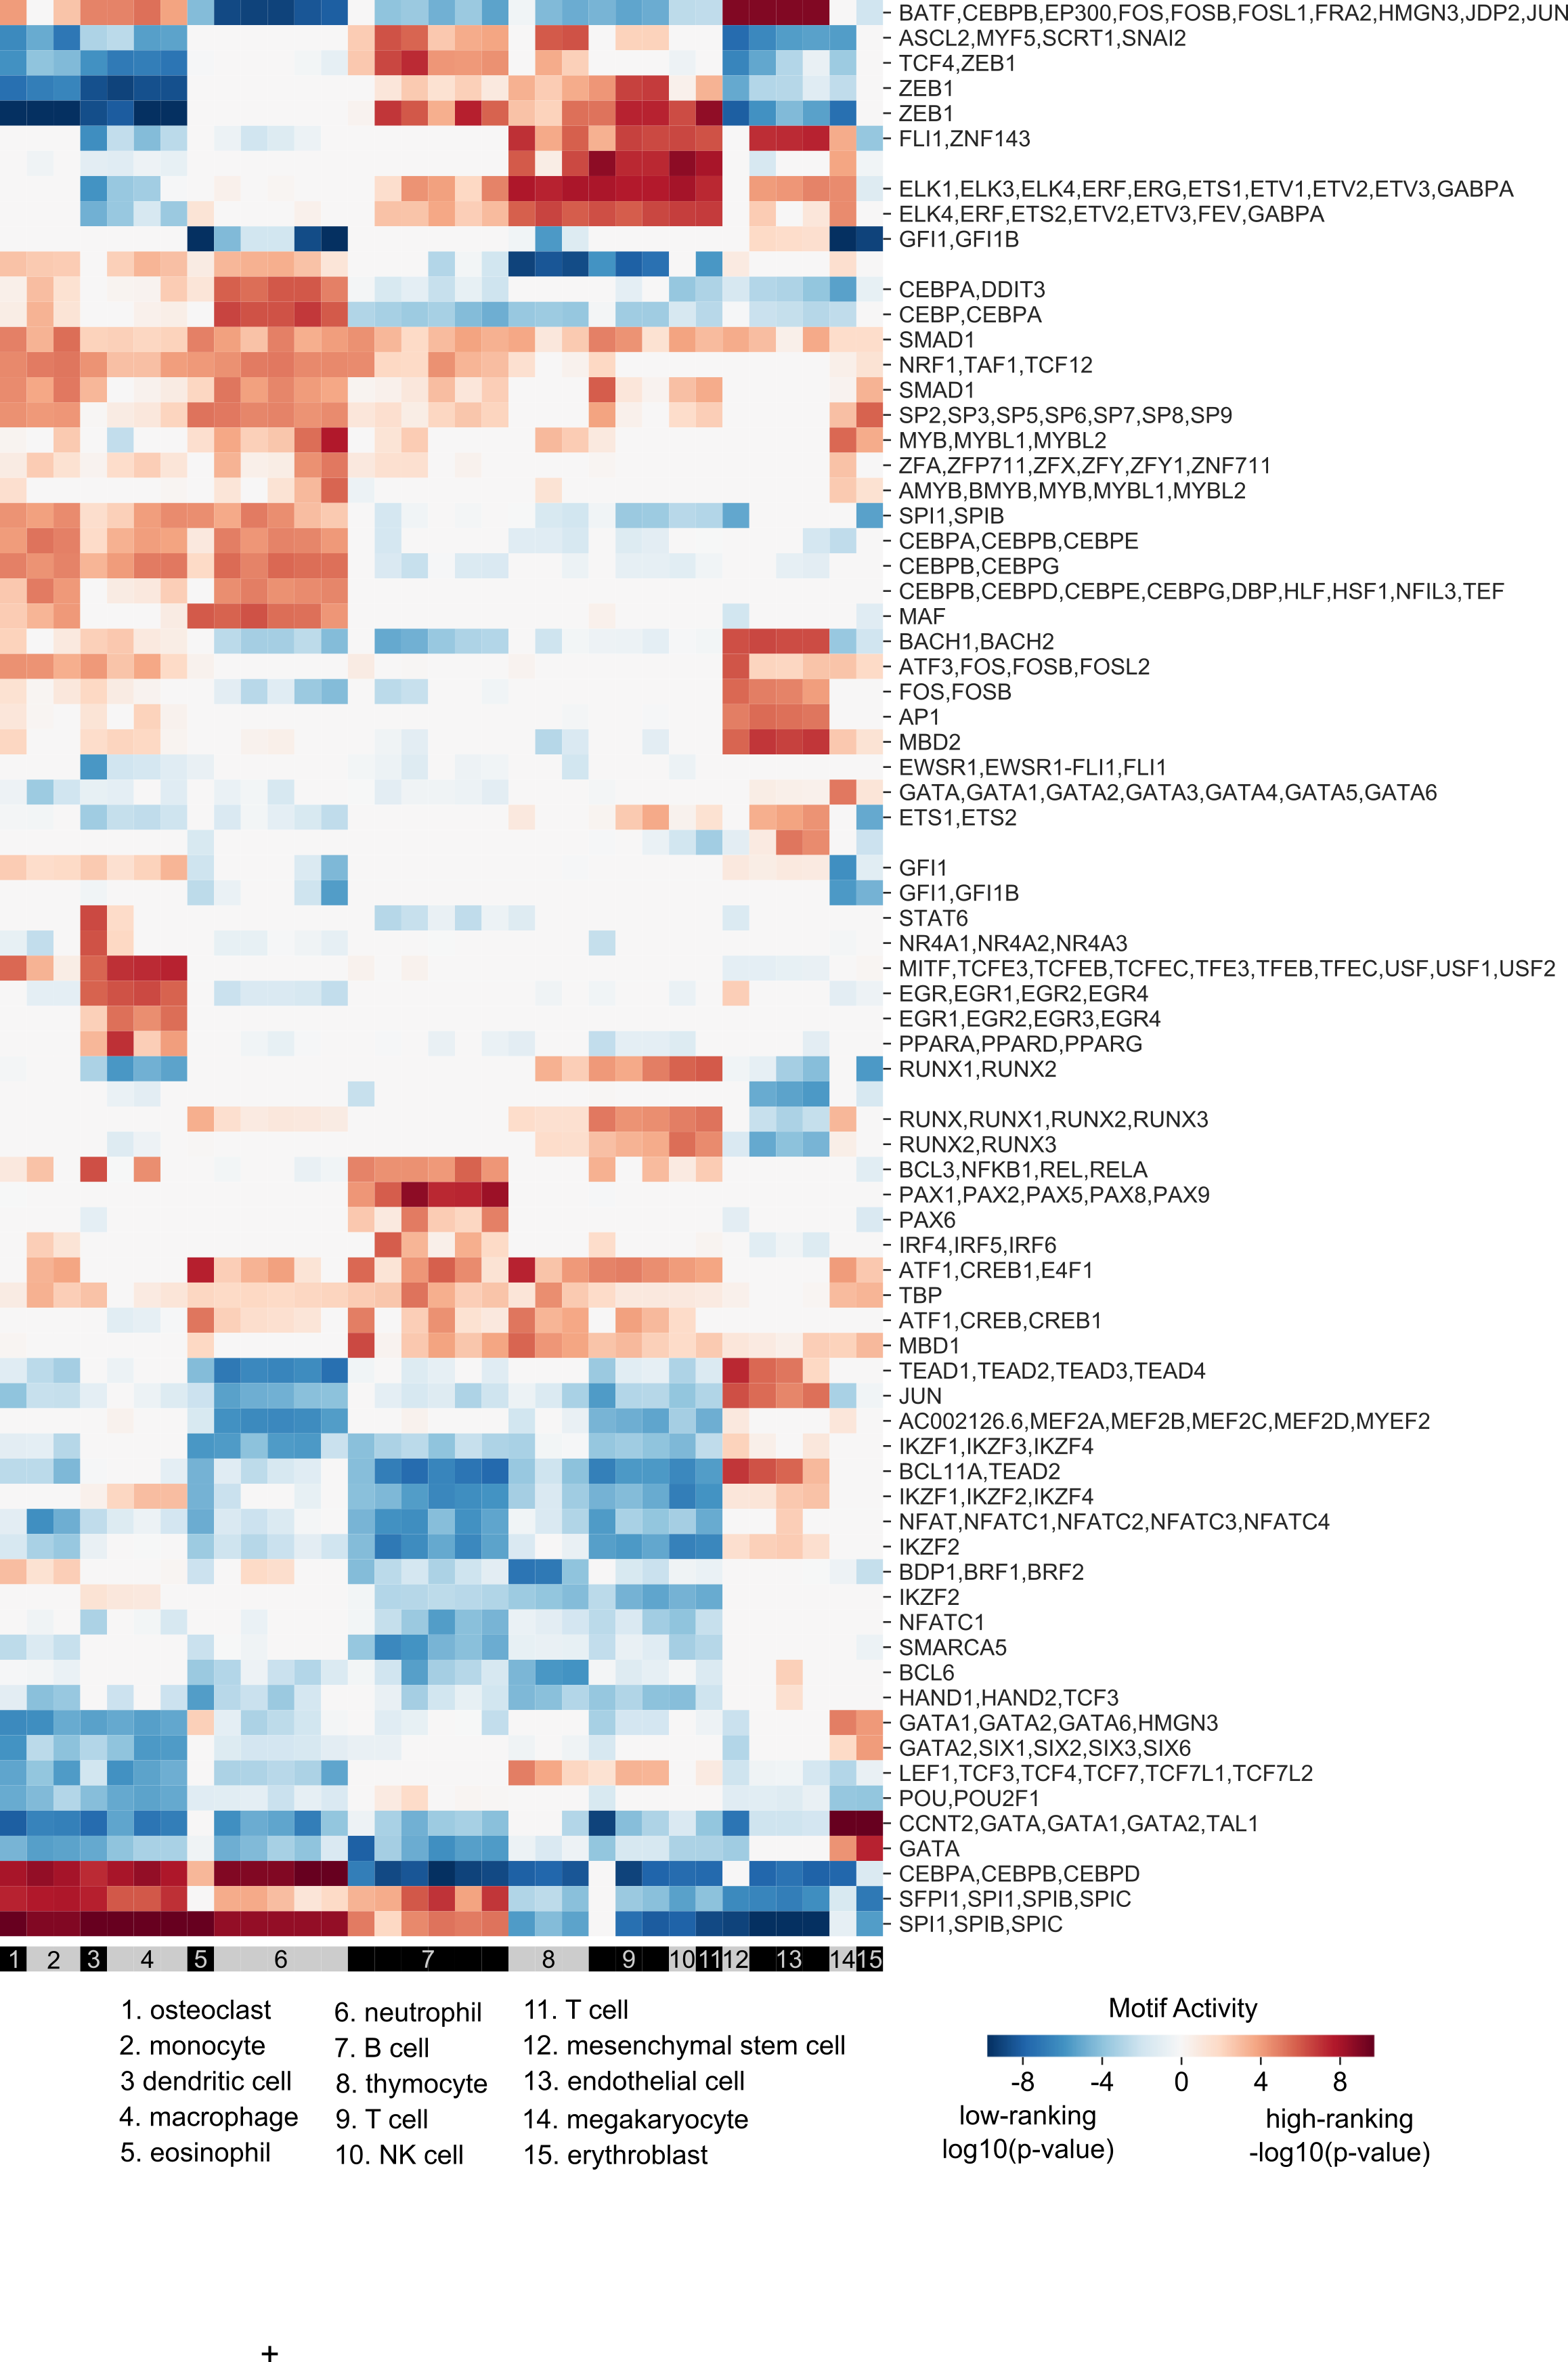 BATF,CEBPB,EP300,FOS,FOSB,FOSL1,FRA2,HMGN3,JDP2,JUN
ASCL2,MYF5,SCRT1,SNAI2
TCF4,ZEB1
ZEB1
ZEB1
FLI1,ZNF143
ELK1,ELK3,ELK4,ERF,ERG,ETS1,ETV1,ETV2,ETV3,GABPA
ELK4,ERF,ETS2,ETV2,ETV3,FEV,GABPA
GFI1,GFI1B
CEBPA,DDIT3
CEBP,CEBPA
SMAD1
NRF1,TAF1,TCF12
SMAD1
SP2,SP3,SP5,SP6,SP7,SP8,SP9
MYB,MYBL1,MYBL2
ZFA,ZFP711,ZFX,ZFY,ZFY1,ZNF711
AMYB,BMYB,MYB,MYBL1,MYBL2
SPI1,SPIB
CEBPA,CEBPB,CEBPE
CEBPB,CEBPG
CEBPB,CEBPD,CEBPE,CEBPG,DBP,HLF,HSF1,NFIL3,TEF
MAF
BACH1,BACH2
ATF3,FOS,FOSB,FOSL2
FOS,FOSB
AP1
MBD2
EWSR1,EWSR1-FLI1,FLI1
GATA,GATA1,GATA2,GATA3,GATA4,GATA5,GATA6
ETS1,ETS2
GFI1
GFI1,GFI1B
STAT6
NR4A1,NR4A2,NR4A3
MITF,TCFE3,TCFEB,TCFEC,TFE3,TFEB,TFEC,USF,USF1,USF2
EGR,EGR1,EGR2,EGR4
EGR1,EGR2,EGR3,EGR4
PPARA,PPARD,PPARG
RUNX1,RUNX2
RUNX,RUNX1,RUNX2,RUNX3
RUNX2,RUNX3
BCL3,NFKB1,REL,RELA
PAX1,PAX2,PAX5,PAX8,PAX9
PAX6
IRF4,IRF5,IRF6
ATF1,CREB1,E4F1
TBP
ATF1,CREB,CREB1
MBD1
TEAD1,TEAD2,TEAD3,TEAD4
JUN
AC002126.6,MEF2A,MEF2B,MEF2C,MEF2D,MYEF2
IKZF1,IKZF3,IKZF4
BCL11A,TEAD2
IKZF1,IKZF2,IKZF4
NFAT,NFATC1,NFATC2,NFATC3,NFATC4
IKZF2
BDP1,BRF1,BRF2
IKZF2
NFATC1
SMARCA5
BCL6
HAND1,HAND2,TCF3
GATA1,GATA2,GATA6,HMGN3
GATA2,SIX1,SIX2,SIX3,SIX6
LEF1,TCF3,TCF4,TCF7,TCF7L1,TCF7L2
POU,POU2F1
CCNT2,GATA,GATA1,GATA2,TAL1
GATA
CEBPA,CEBPB,CEBPD
SFPI1,SPI1,SPIB,SPIC
SPI1,SPIB,SPIC
1 2 3 4 5 6 7 8 9 10 11 12 13 14 15
1. osteoclast
2. monocyte
3 dendritic cell
4. macrophage
5. eosinophil
6. neutrophil
7. B cell
8. thymocyte
9. T cell
10. NK cell
11. T cell
12. mesenchymal stem cell
13. endothelial cell
14. megakaryocyte
15. erythroblast
Motif Activity
-8 -4 0 4 8
low-ranking
log10(p-value)
high-ranking
-log10(p-value)
+